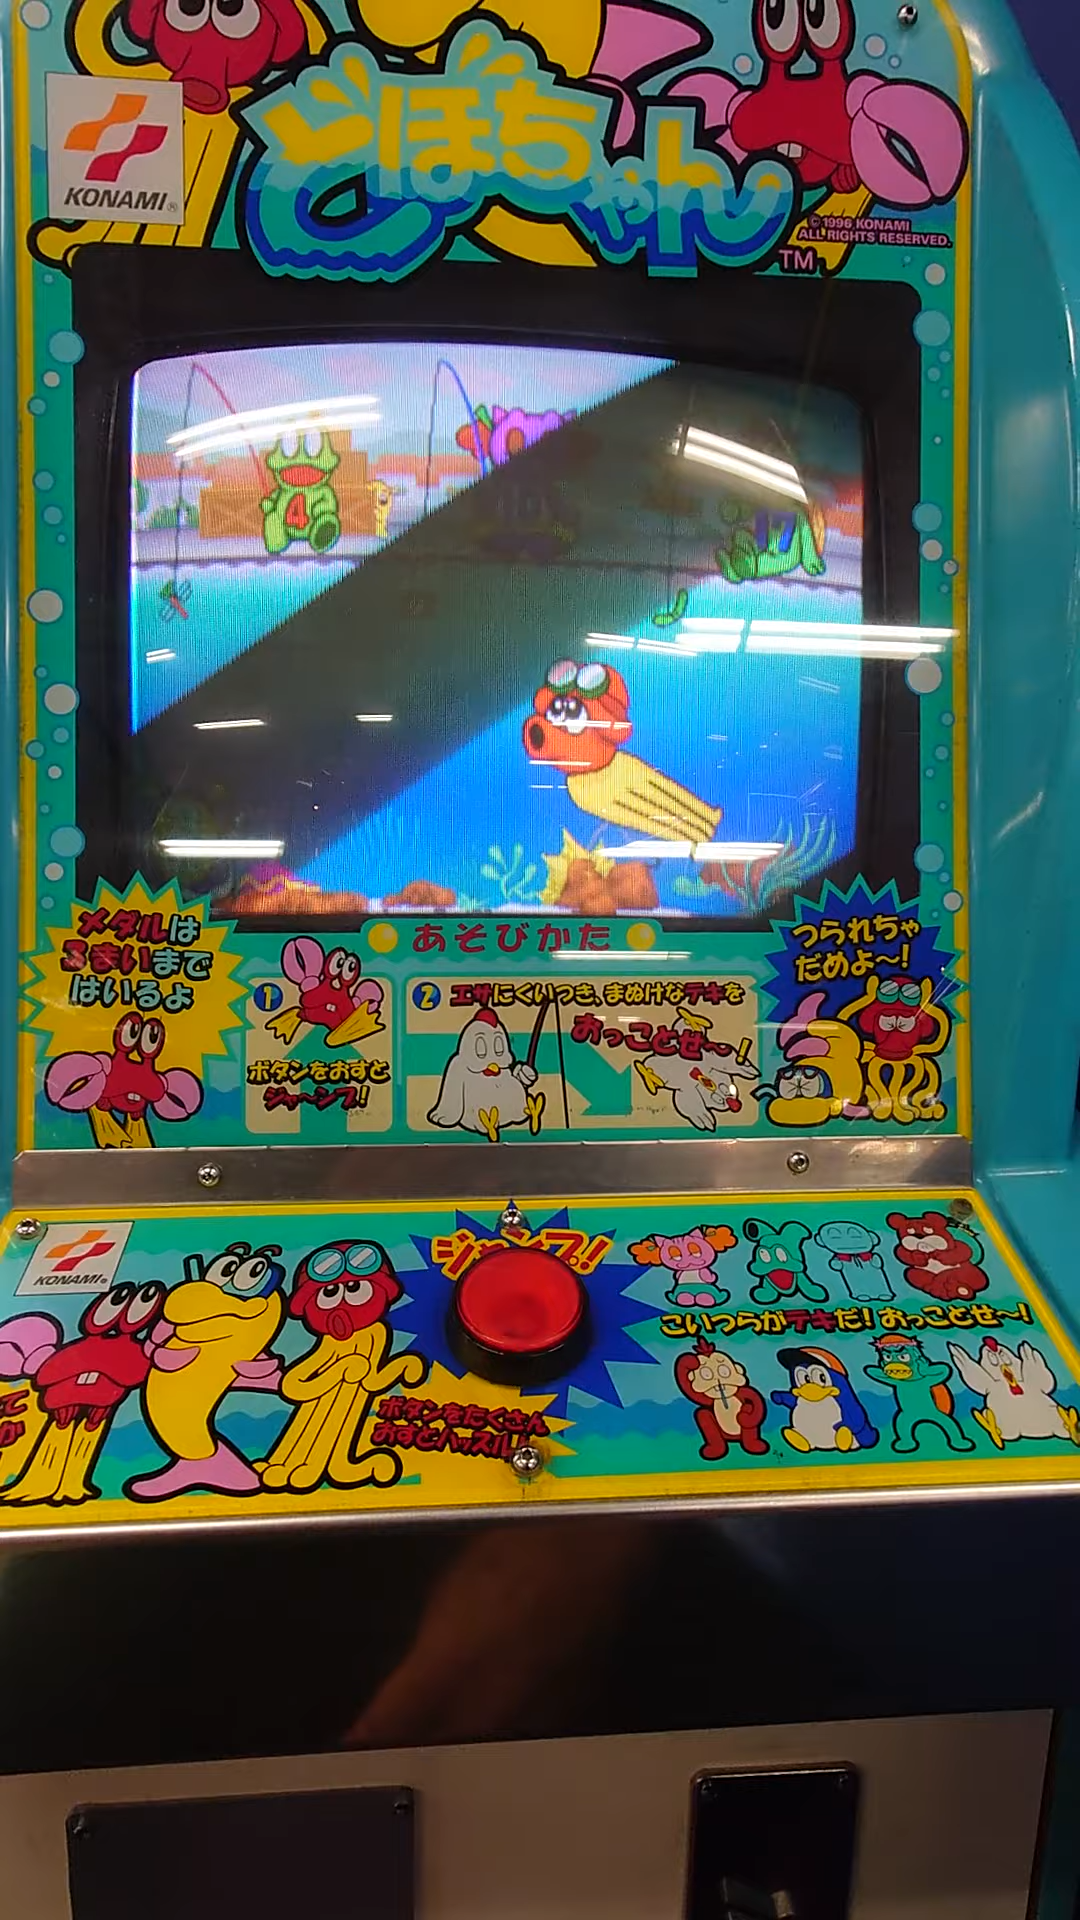 KONAMI®
どぼちゃん
©1996 KONAMI
ALL RIGHTS RESERVED.
TM
4
17
メダルは
3まいまで
はいるよ
あそびかた
つられちゃ
だめよ〜!
1
ボタンをおすと
ジャ〜ンプ!
2 エサにくいつき、まぬけなテキを
おっことせ〜!
KONAMI®
ジャンプ!
こいつらがテキだ!おっことせ〜!
ボタンをたくさん
おすとハッスル!